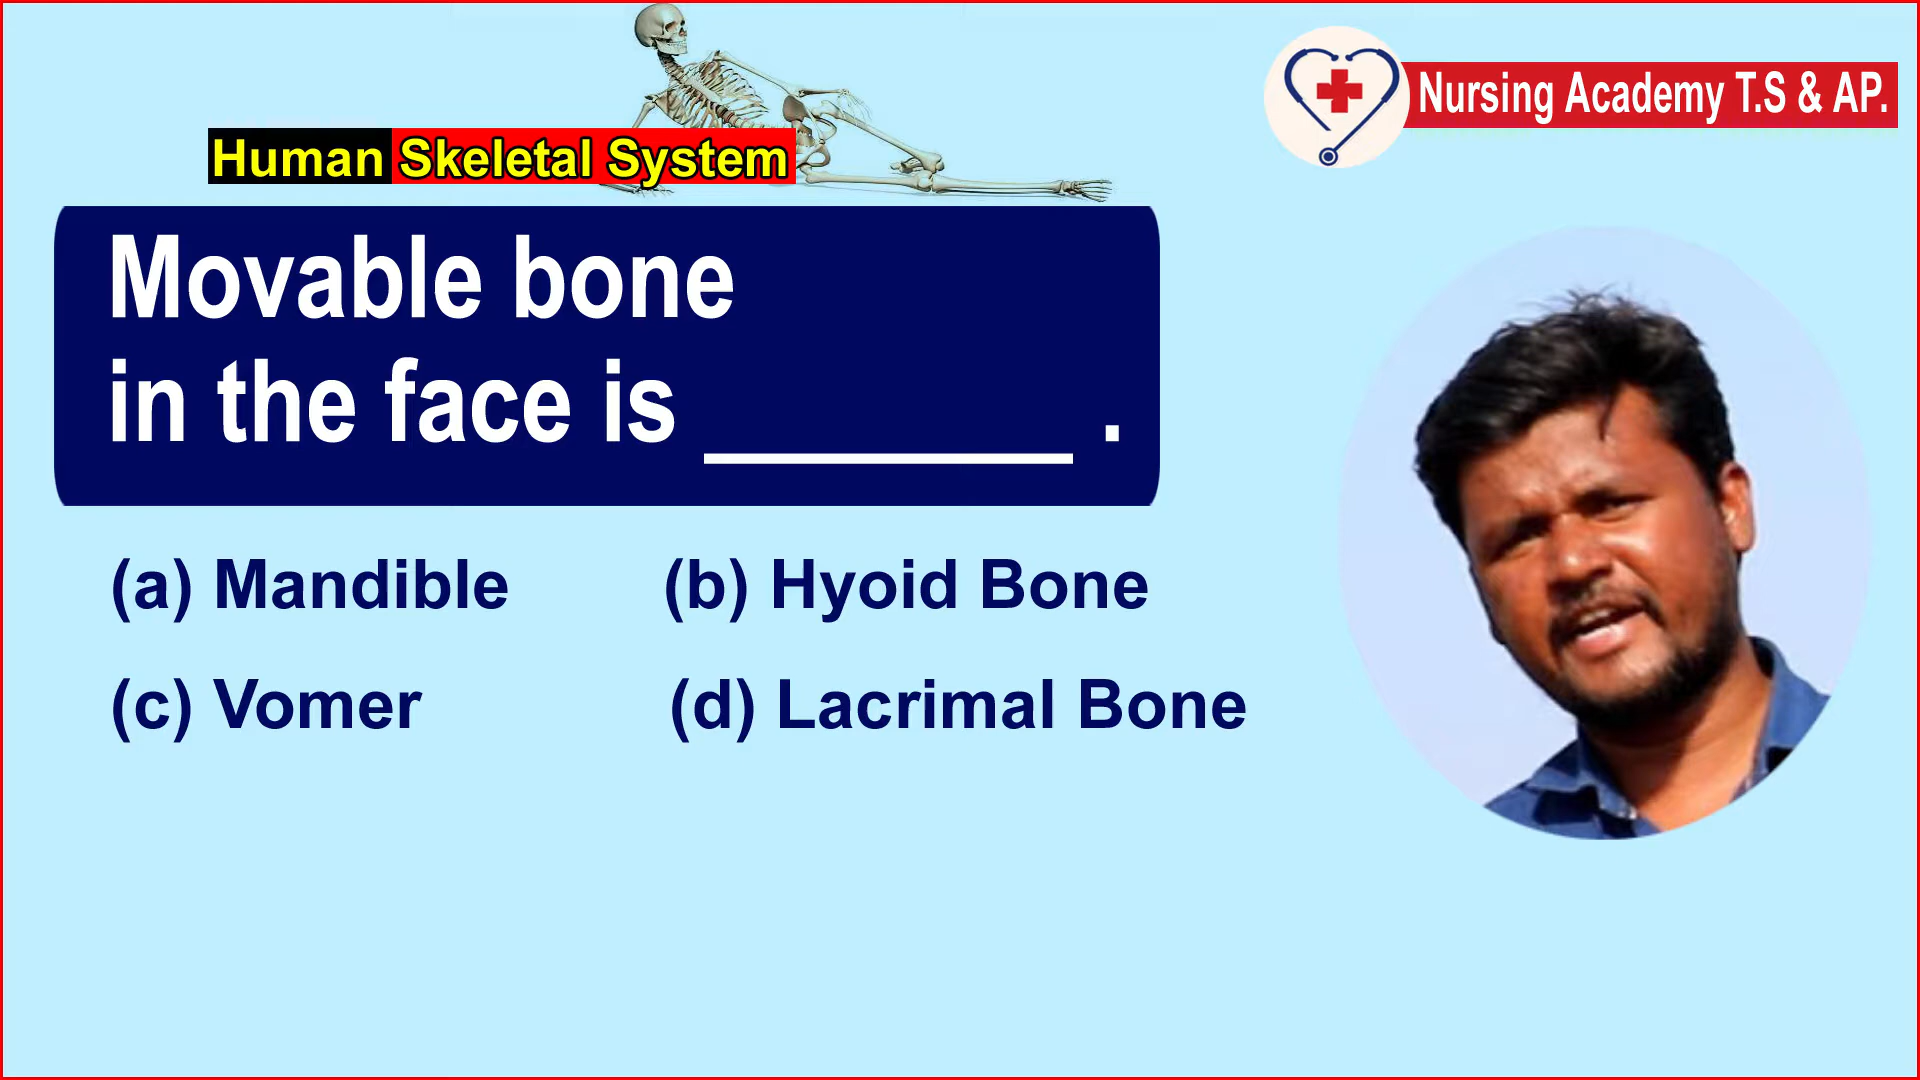 Nursing Academy T.S & AP.
Human Skeletal System
Movable bone
in the face is ________ .
(a) Mandible (b) Hyoid Bone
(c) Vomer (d) Lacrimal Bone